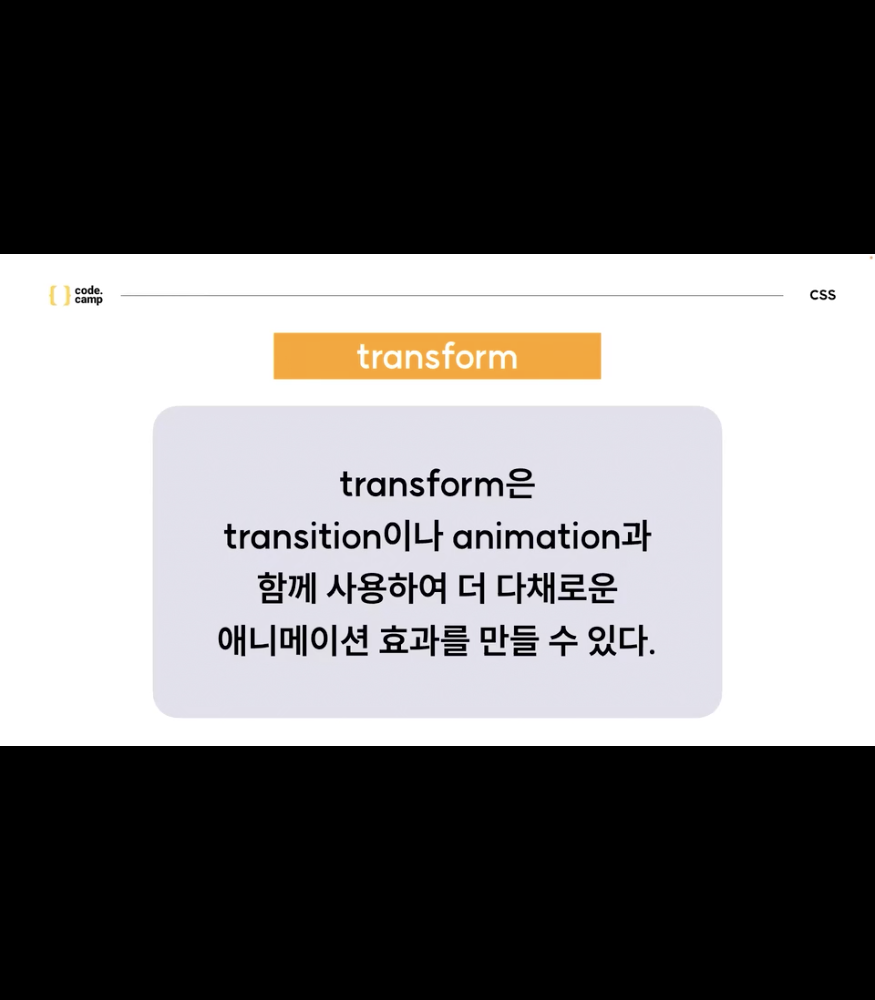 { } code.
camp
CSS
transform
transform은
transition이나 animation과
함께 사용하여 더 다채로운
애니메이션 효과를 만들 수 있다.